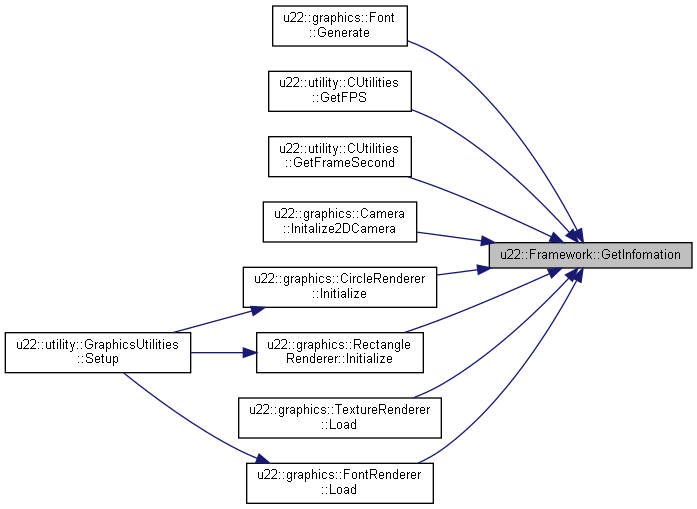 u22::graphics::Font
::Generate
u22::utility::CUtilities
::GetFPS
u22::utility::CUtilities
::GetFrameSecond
u22::graphics::Camera
::Initalize2DCamera
u22::Framework::GetInfomation
u22::graphics::CircleRenderer
::Initialize
u22::utility::GraphicsUtilities
::Setup
u22::graphics::Rectangle
Renderer::Initialize
u22::graphics::TextureRenderer
::Load
u22::graphics::FontRenderer
::Load